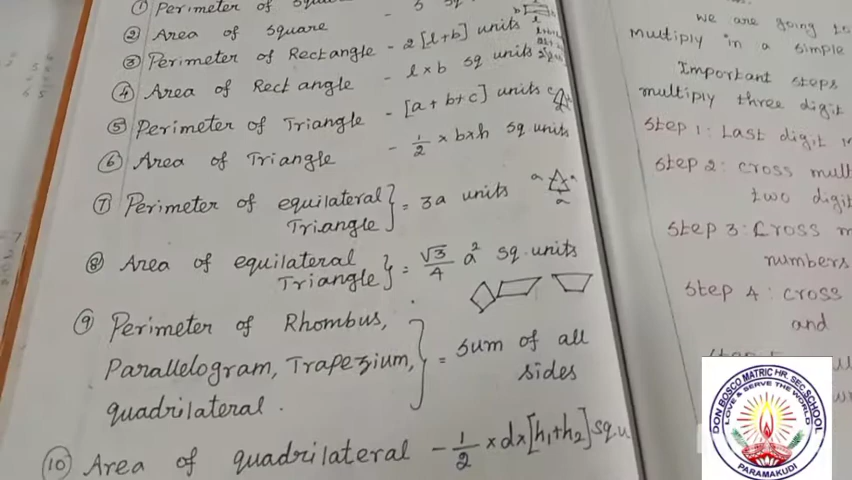 ① Perimeter of
② Area of square
③ Perimeter of Rectangle - 2[l+b] units
④ Area of Rectangle - l×b sq units
⑤ Perimeter of Triangle - [a+b+c] units
⑥ Area of Triangle - 1/2 × b×h sq. units
⑦ Perimeter of equilateral Triangle } = 3a units
⑧ Area of equilateral Triangle } = √3/4 a² sq. units
⑨ Perimeter of Rhombus,
Parallelogram, Trapezium, } = sum of all
quadrilateral. sides
⑩ Area of quadrilateral - 1/2 × d×[h₁+h₂] sq.u
we are going to
multiply in a simple
Important steps
multiply three digit
Step 1: Last digit
Step 2: cross mult
two digit
Step 3: Cross m
numbers
Step 4: cross
and
DON BOSCO MATRIC HR. SEC. SCHOOL
LOVE & SERVE THE WORLD
PARAMAKUDI